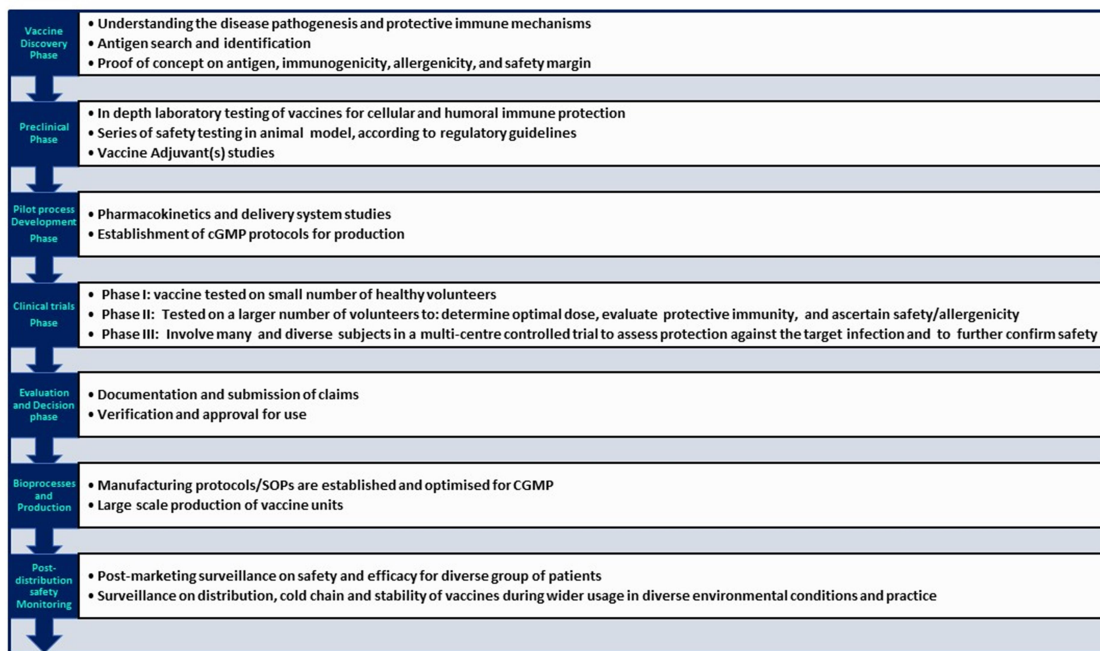 Vaccine
Discovery
Phase
• Understanding the disease pathogenesis and protective immune mechanisms
• Antigen search and identification
• Proof of concept on antigen, immunogenicity, allergenicity, and safety margin
Preclinical
Phase
• In depth laboratory testing of vaccines for cellular and humoral immune protection
• Series of safety testing in animal model, according to regulatory guidelines
• Vaccine Adjuvant(s) studies
Pilot process
Development
Phase
• Pharmacokinetics and delivery system studies
• Establishment of cGMP protocols for production
Clinical trials
Phase
• Phase I: vaccine tested on small number of healthy volunteers
• Phase II: Tested on a larger number of volunteers to: determine optimal dose, evaluate protective immunity, and ascertain safety/allergenicity
• Phase III: Involve many and diverse subjects in a multi-centre controlled trial to assess protection against the target infection and to further confirm safety
Evaluation
and Decision
phase
• Documentation and submission of claims
• Verification and approval for use
Bioprocesses
and
Production
• Manufacturing protocols/SOPs are established and optimised for CGMP
• Large scale production of vaccine units
Post-
distribution
safety
Monitoring
• Post-marketing surveillance on safety and efficacy for diverse group of patients
• Surveillance on distribution, cold chain and stability of vaccines during wider usage in diverse environmental conditions and practice